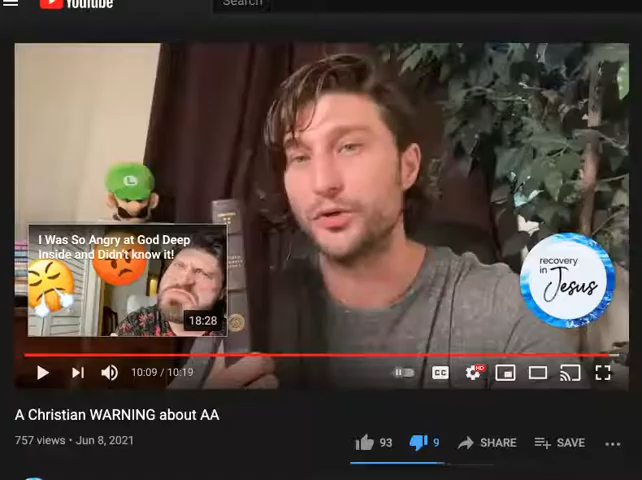 YouTube
Search
I Was So Angry at God Deep
Inside and Didn't know it!
18:28
recovery
in
Jesus
10:09 / 10:19
CC
HD
A Christian WARNING about AA
757 views • Jun 8, 2021
93
9
SHARE
SAVE